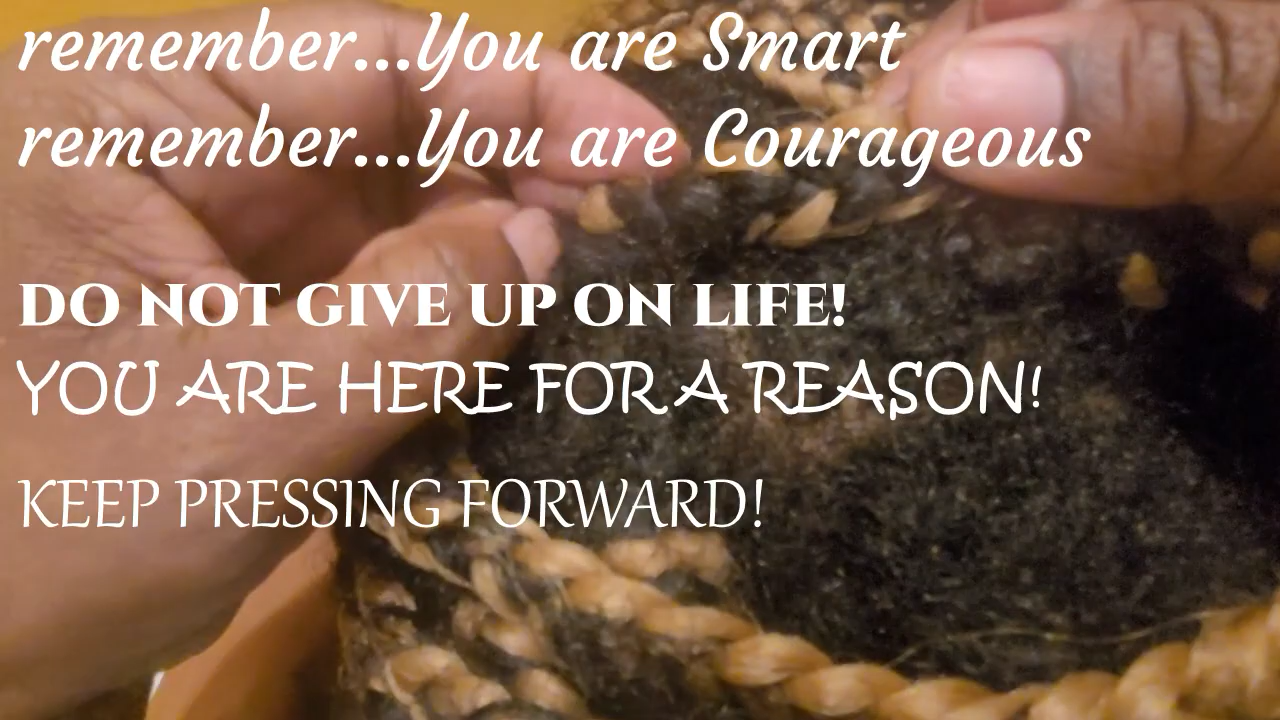 remember...You are Smart
remember...You are Courageous
DO NOT GIVE UP ON LIFE!
YOU ARE HERE FOR A REASON!
KEEP PRESSING FORWARD!